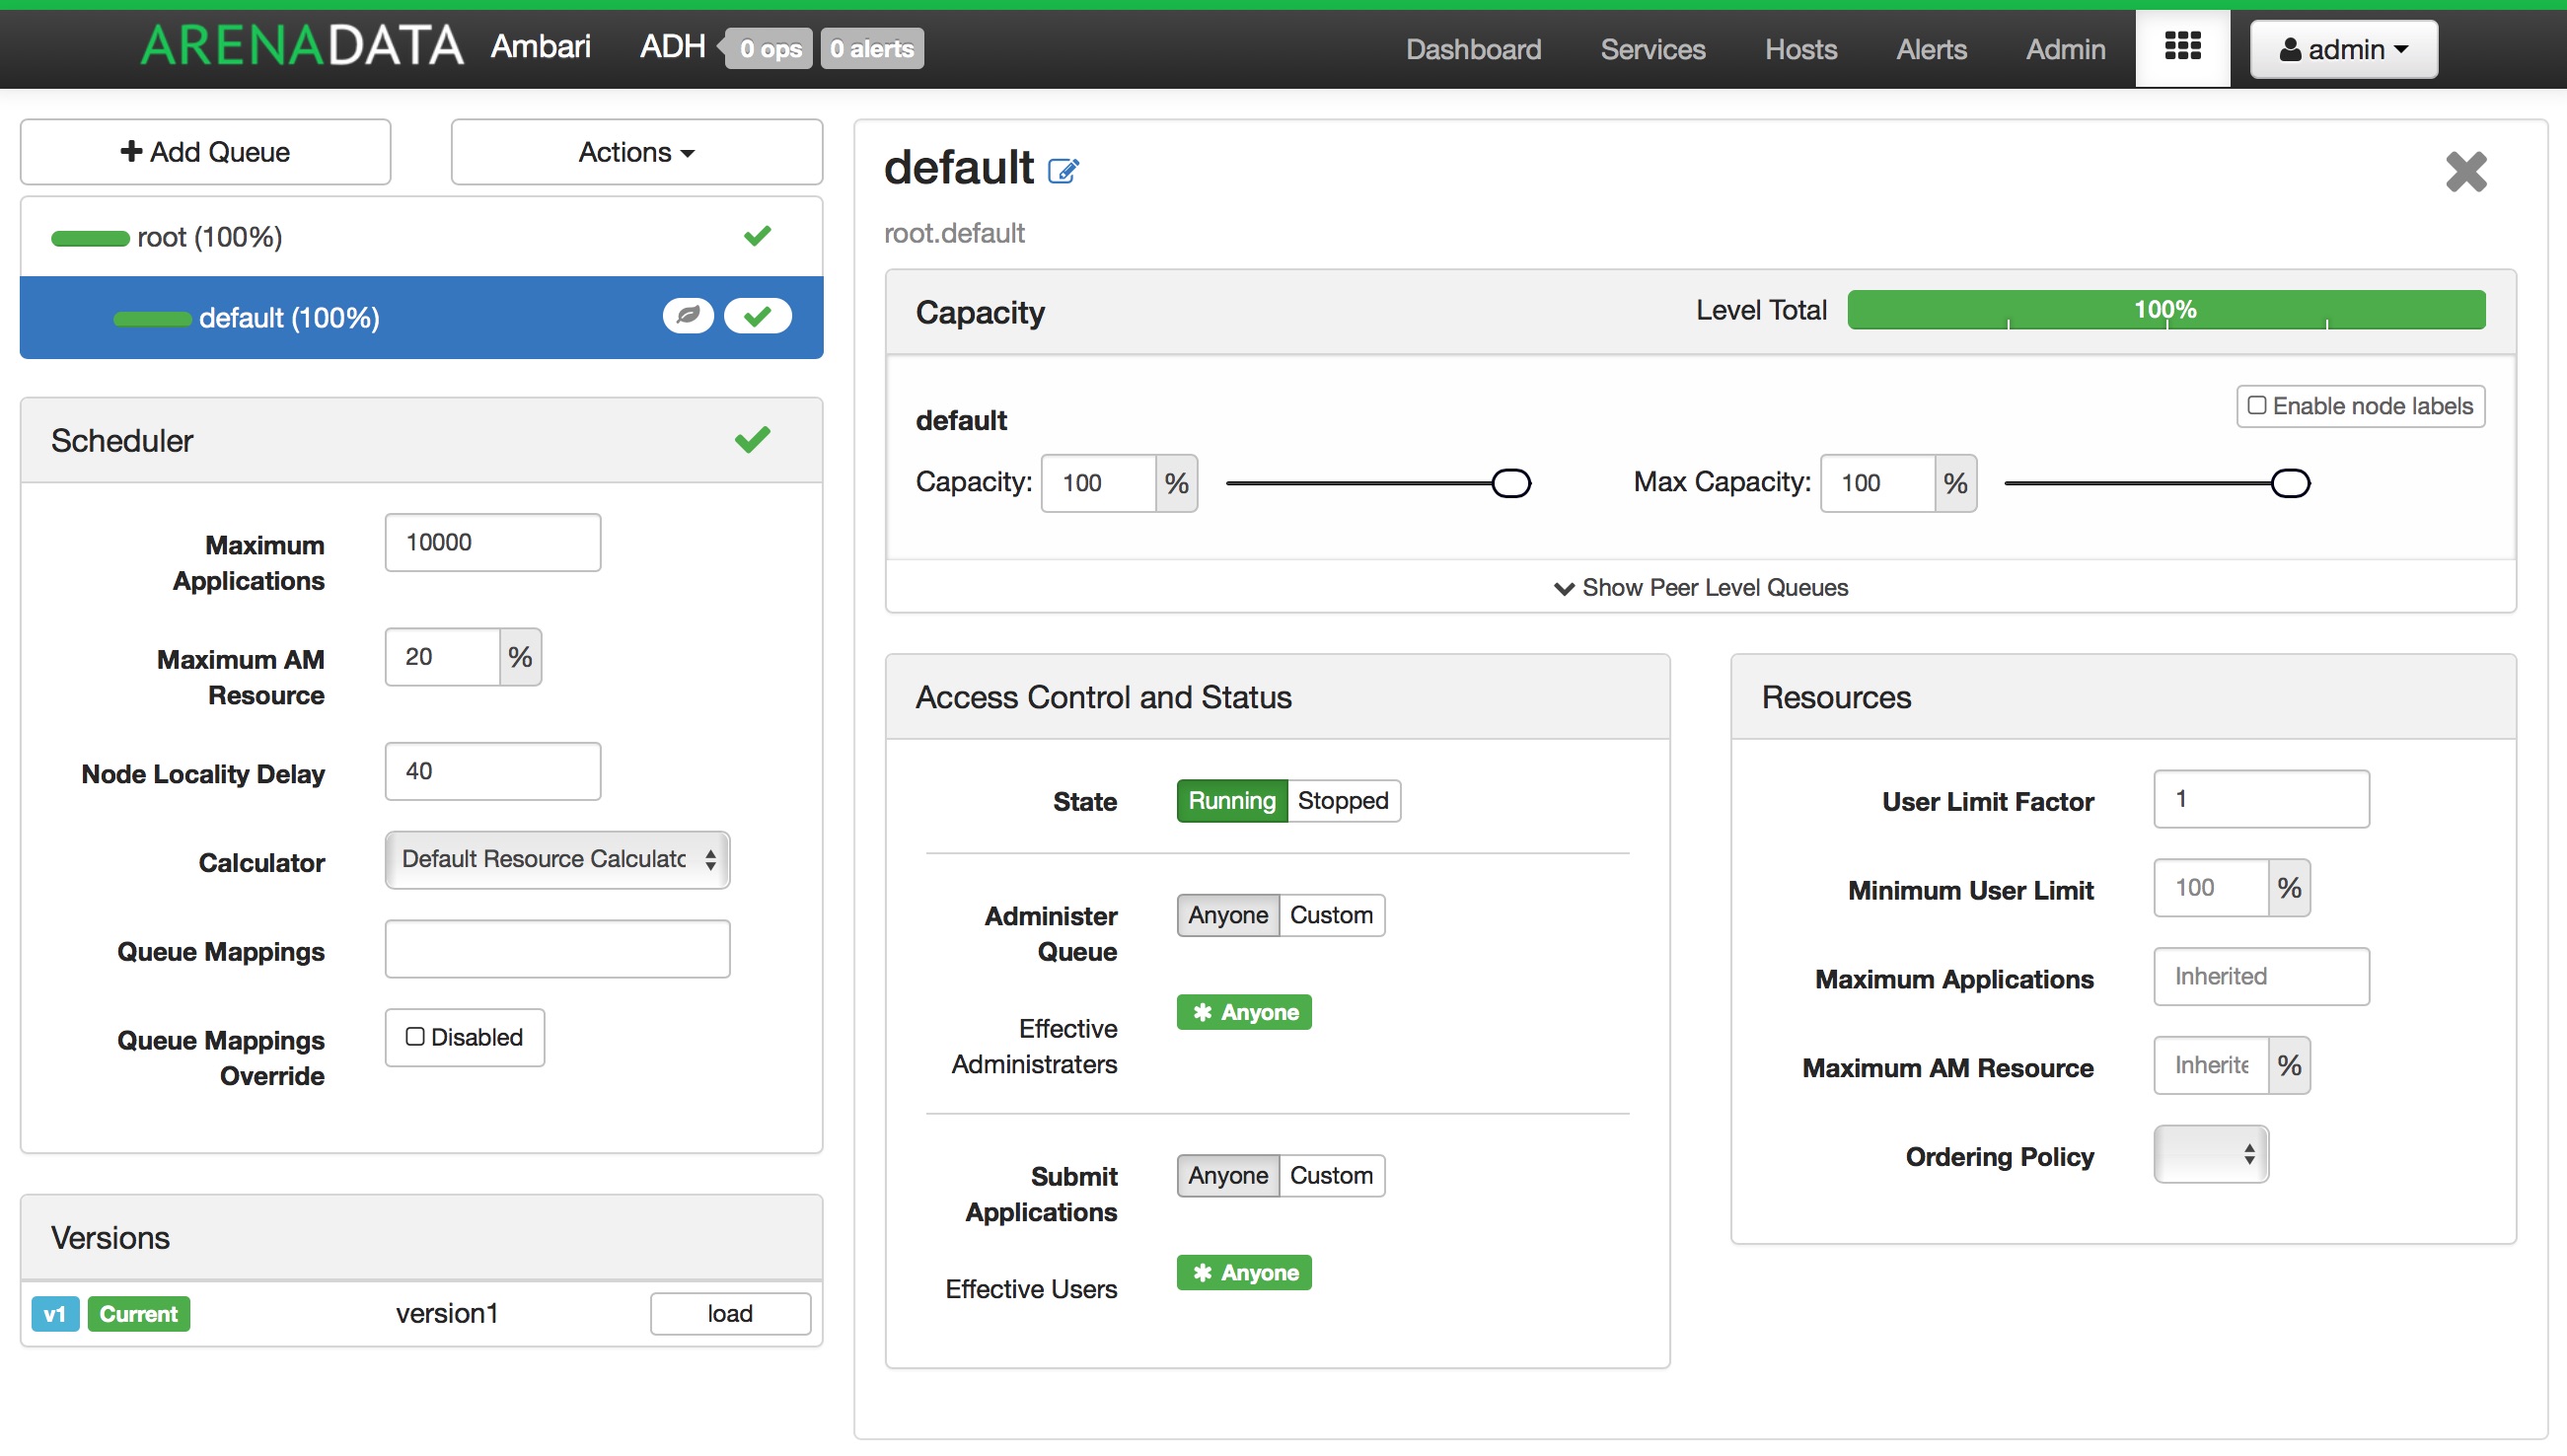 ARENADATA Ambari ADH 0 ops 0 alerts Dashboard Services Hosts Alerts Admin admin
Add Queue Actions
root (100%)
default (100%)
Scheduler
Maximum Applications 10000
Maximum AM Resource 20 %
Node Locality Delay 40
Calculator Default Resource Calculatc
Queue Mappings
Queue Mappings Override Disabled
Versions
v1 Current version1 load
default
root.default
Capacity Level Total 100%
default Enable node labels
Capacity: 100 % Max Capacity: 100 %
Show Peer Level Queues
Access Control and Status
State Running Stopped
Administer Queue Anyone Custom
Effective Administraters Anyone
Submit Applications Anyone Custom
Effective Users Anyone
Resources
User Limit Factor 1
Minimum User Limit 100 %
Maximum Applications Inherited
Maximum AM Resource Inherite %
Ordering Policy